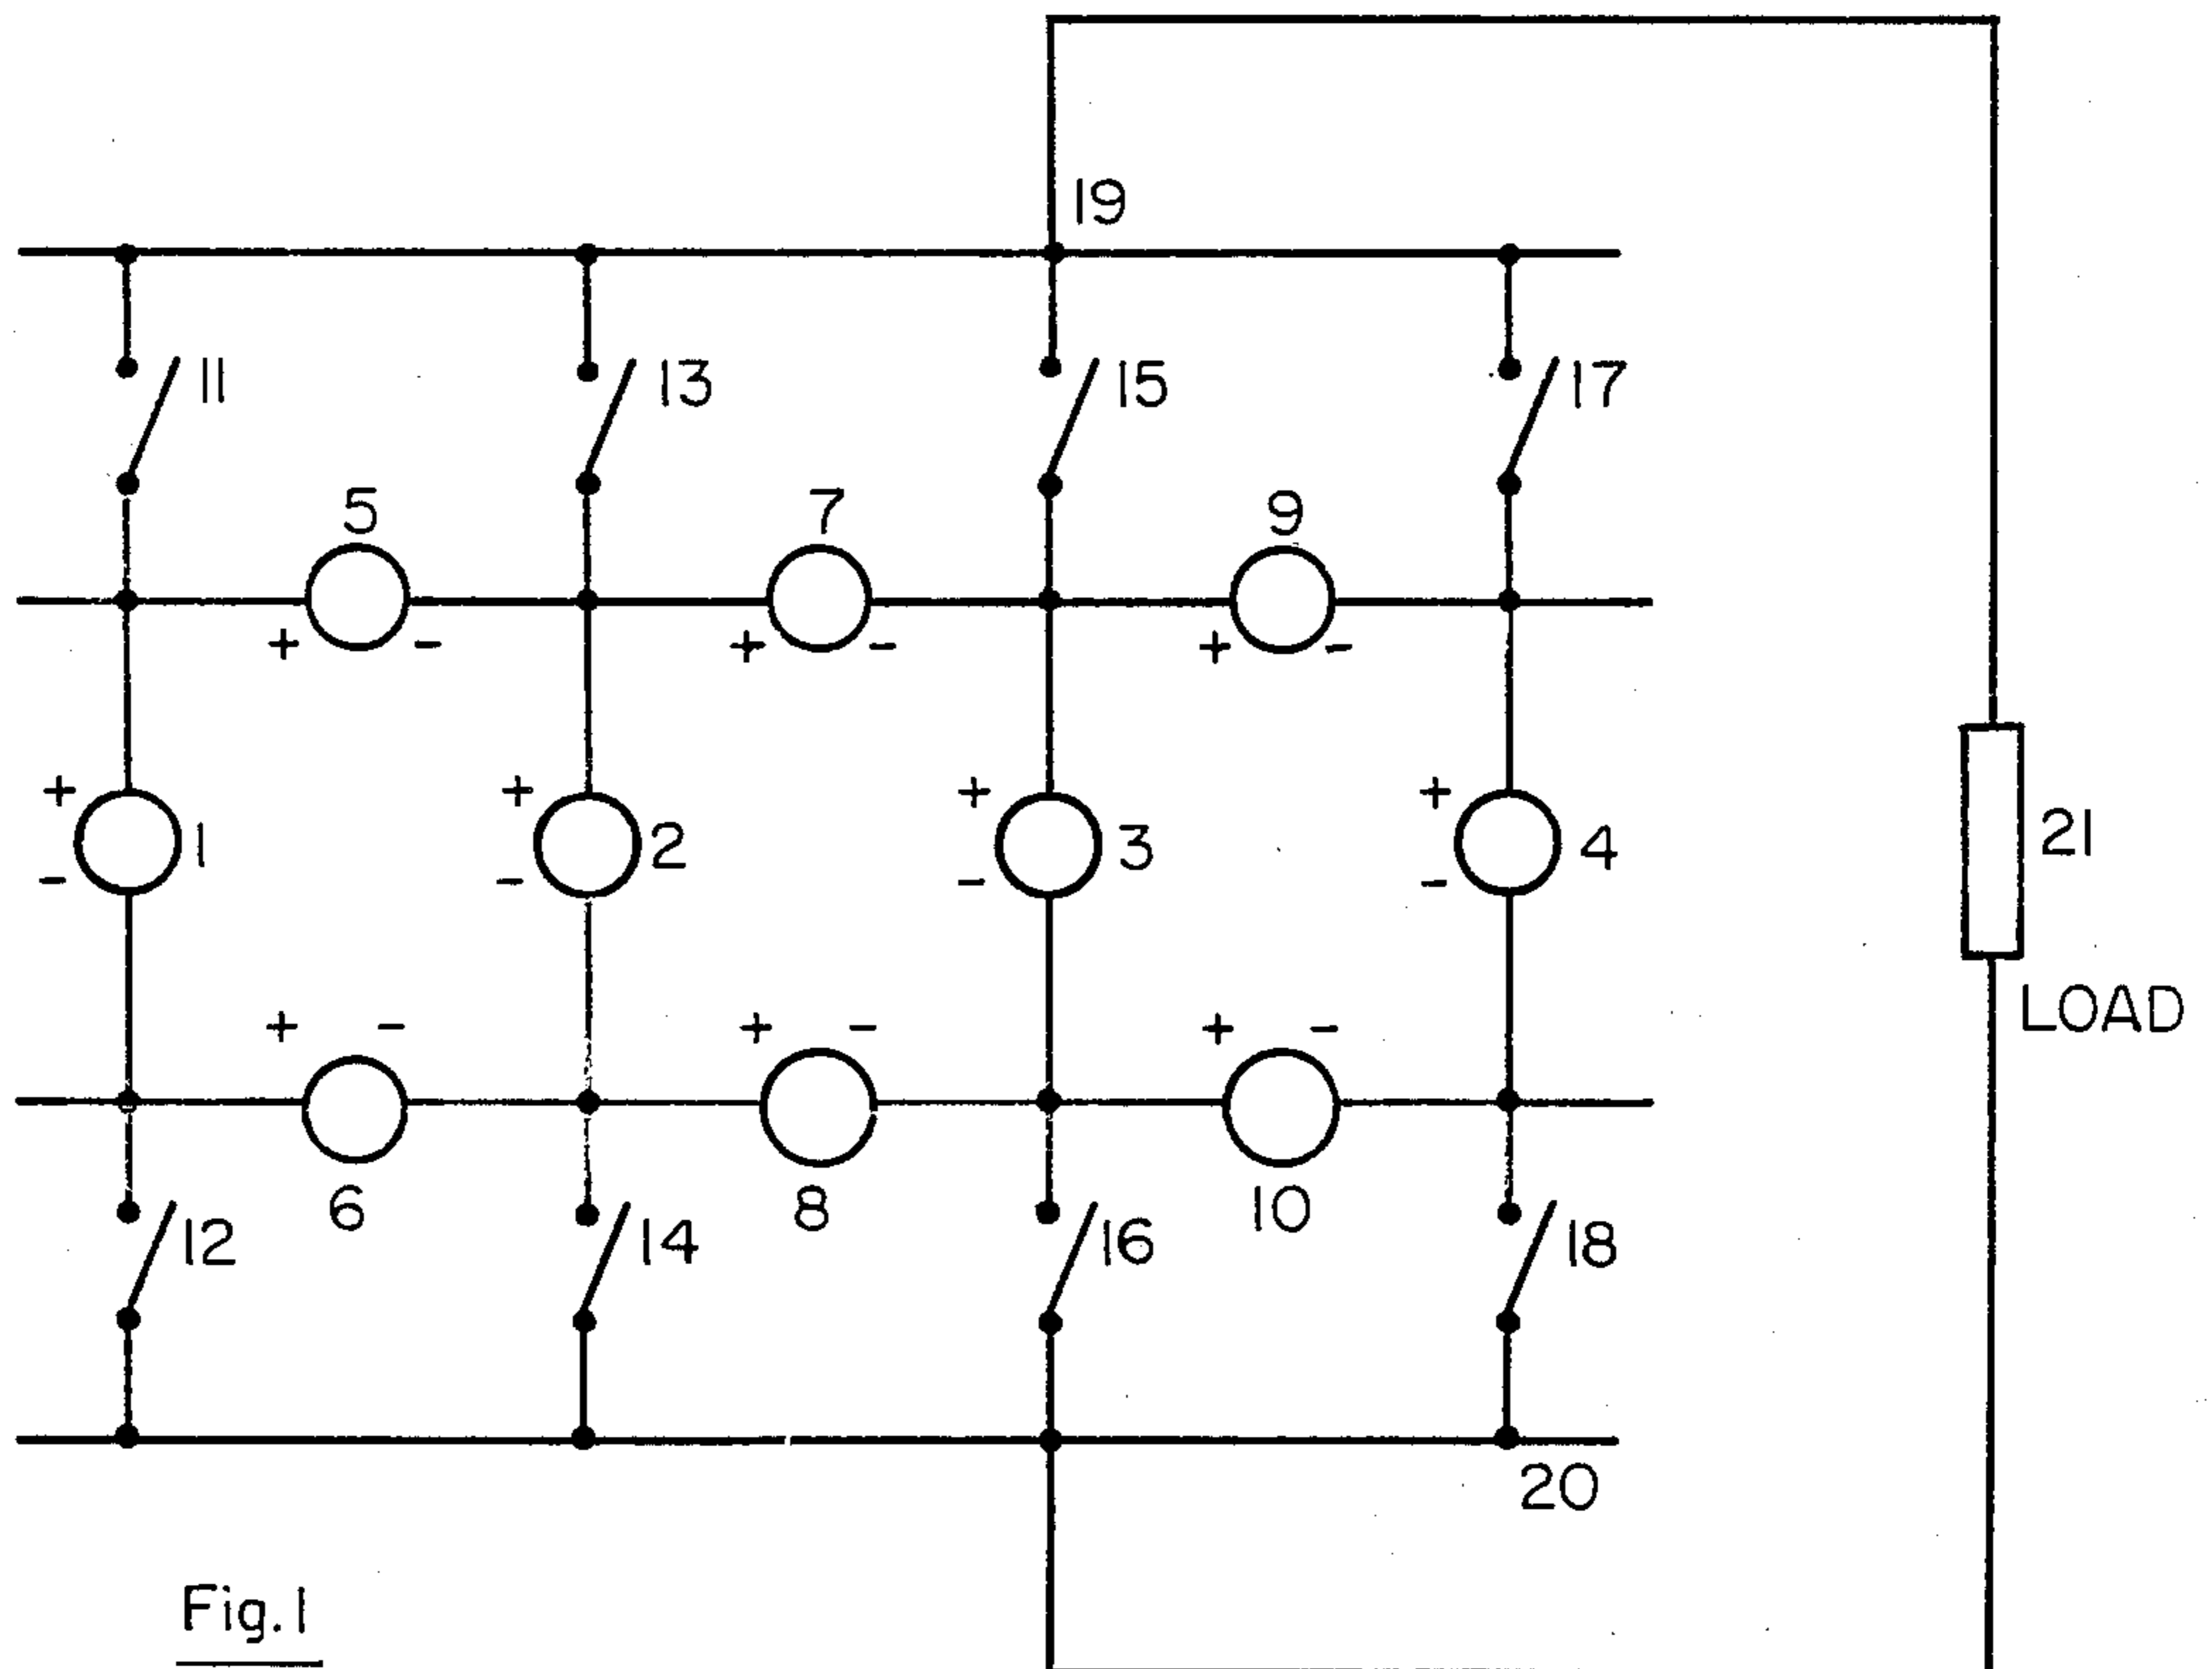 19
11 13 15 17
5 7 9
+ - + - + -
+ + + +
1 2 3 4 21
- - - -
LOAD
+ - + - + -
6 8 10
12 14 16 18
20
Fig.1